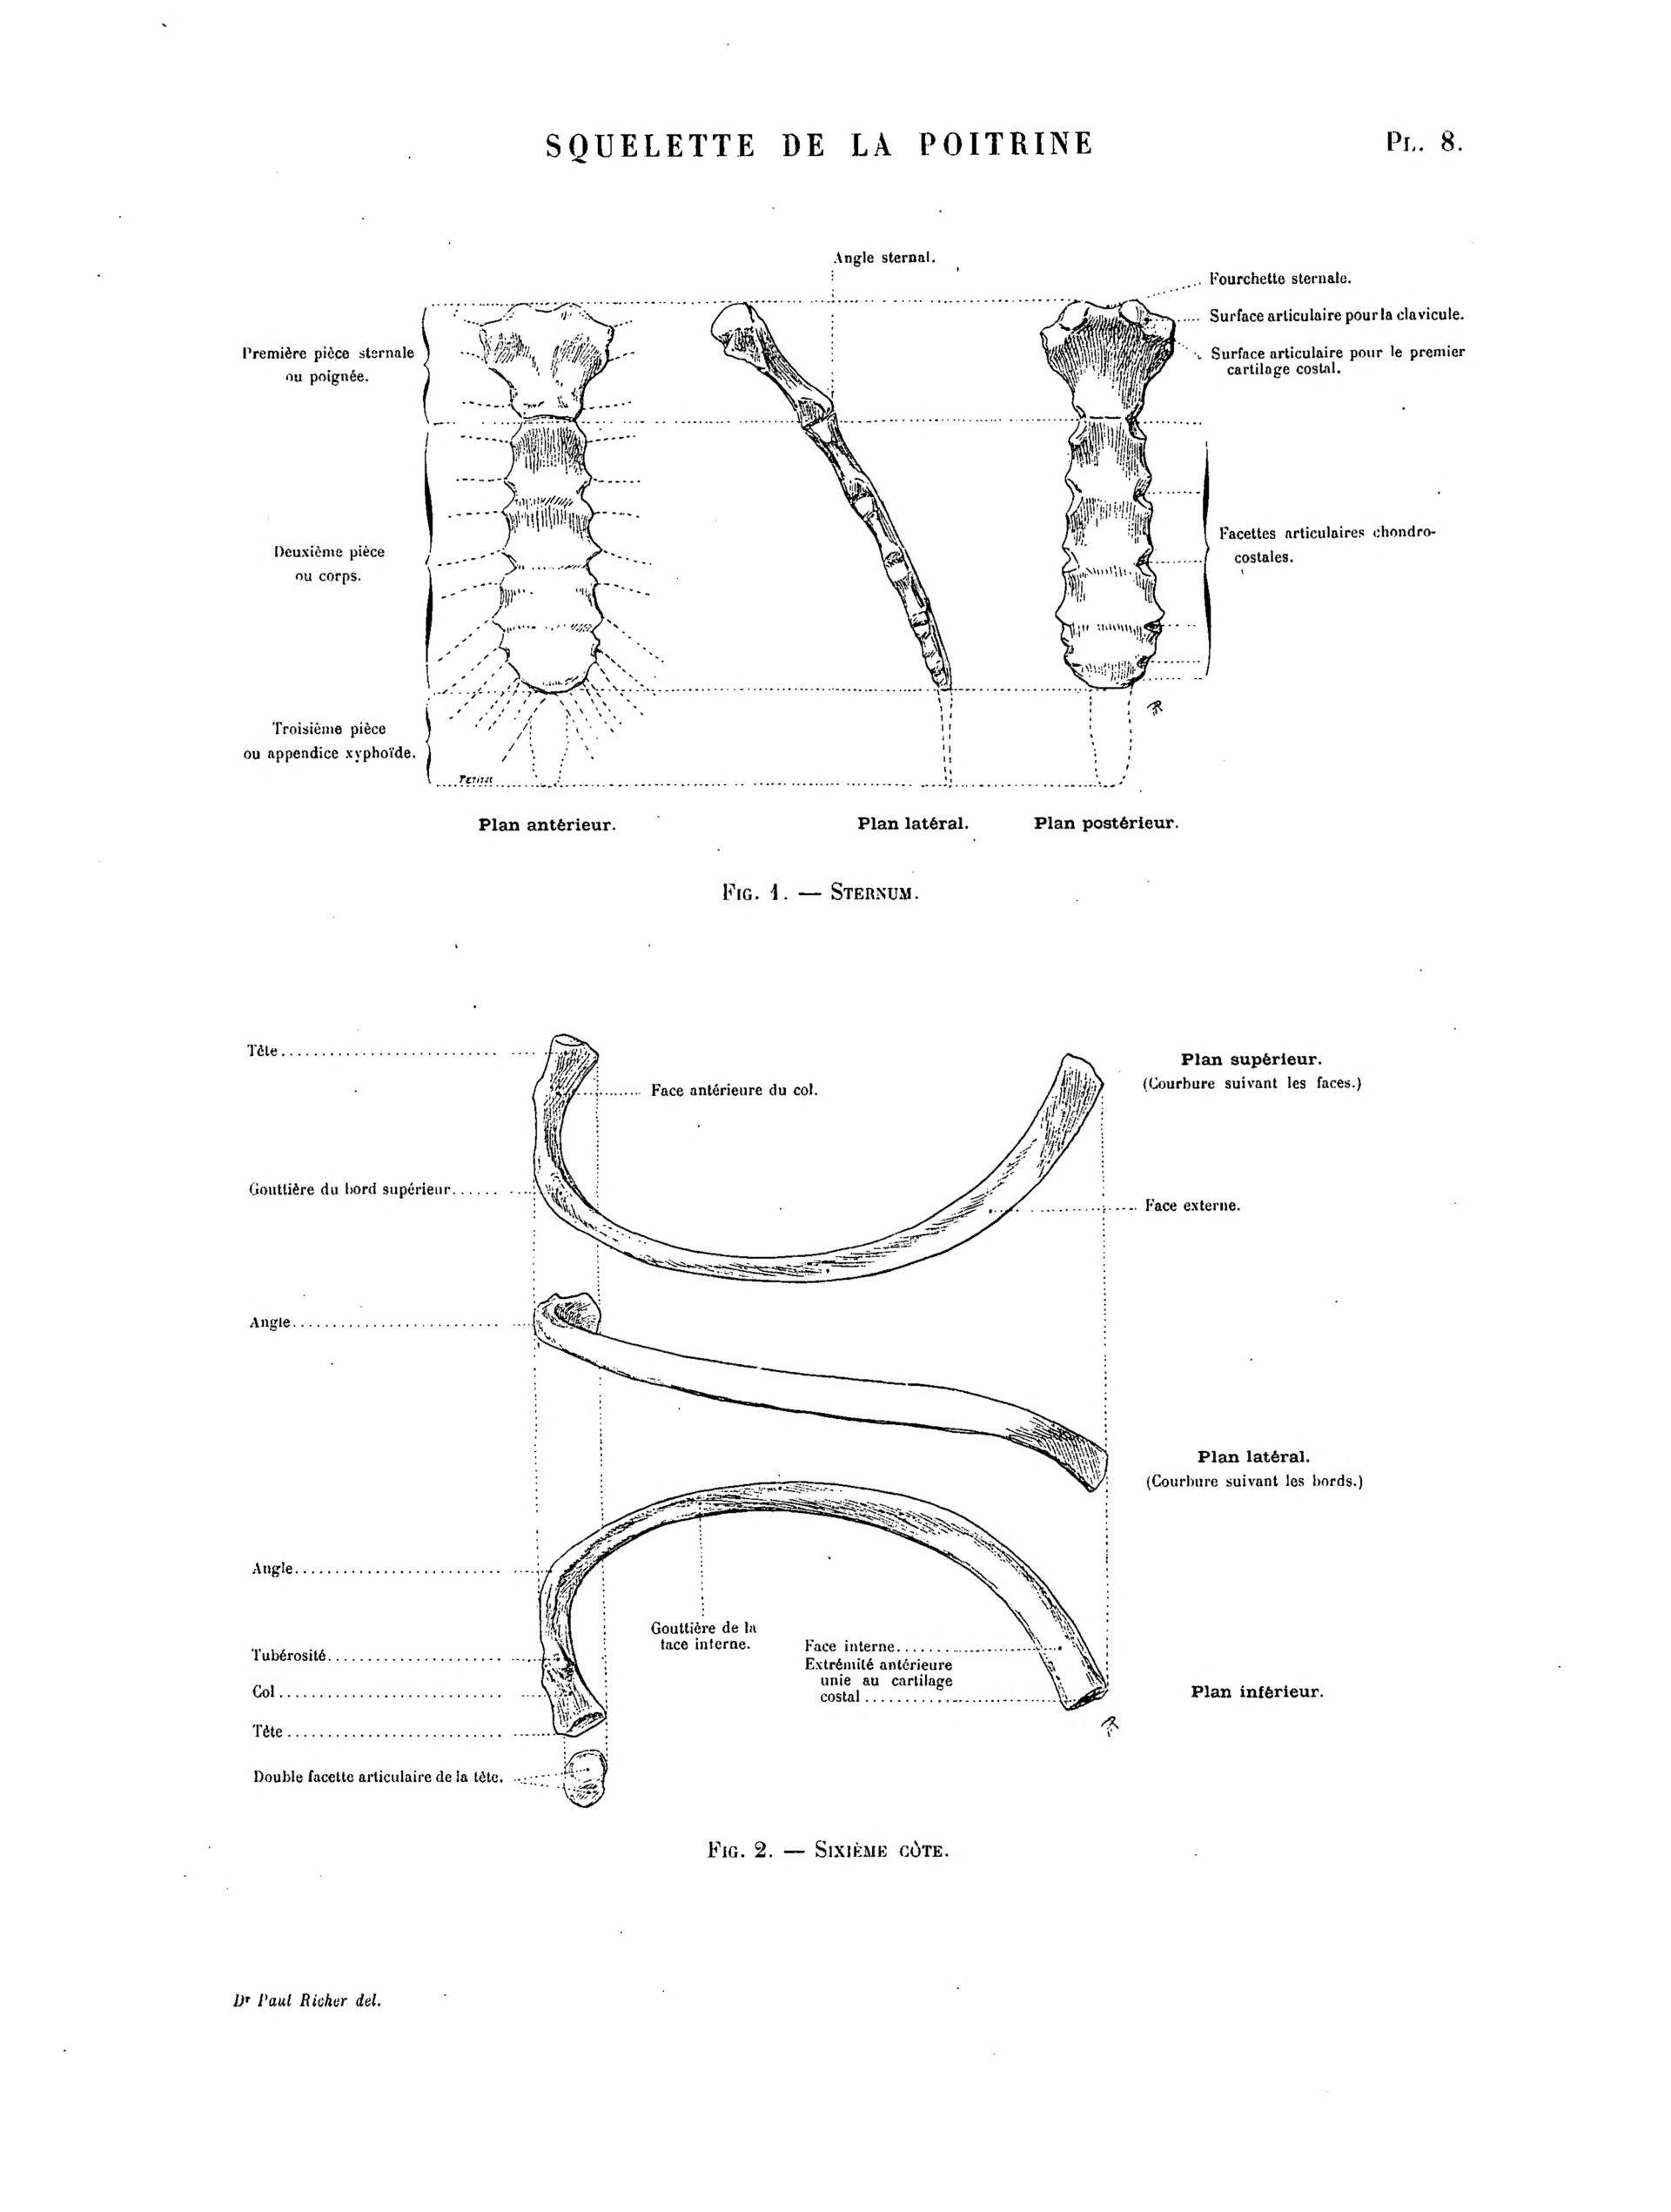 SQUELETTE DE LA POITRINE
PL. 8.
Angle sternal.
Fourchette sternale.
Surface articulaire pour la clavicule.
Surface articulaire pour le premier
cartilage costal.
Première pièce sternale
ou poignée.
Deuxième pièce
ou corps.
Facettes articulaires chondro-
costales.
Troisième pièce
ou appendice xyphoïde.
Plan antérieur.
Plan latéral.
Plan postérieur.
FIG. 1. — STERNUM.
Tête
Face antérieure du col.
Plan supérieur.
(Courbure suivant les faces.)
Gouttière du bord supérieur
Face externe.
Angle
Plan latéral.
(Courbure suivant les bords.)
Angle
Gouttière de la
face interne.
Tubérosité
Face interne
Extrémité antérieure
unie au cartilage
costal
Col
Plan inférieur.
Tête
Double facette articulaire de la tête.
FIG. 2. — SIXIÈME CÔTE.
Dr Paul Richer del.